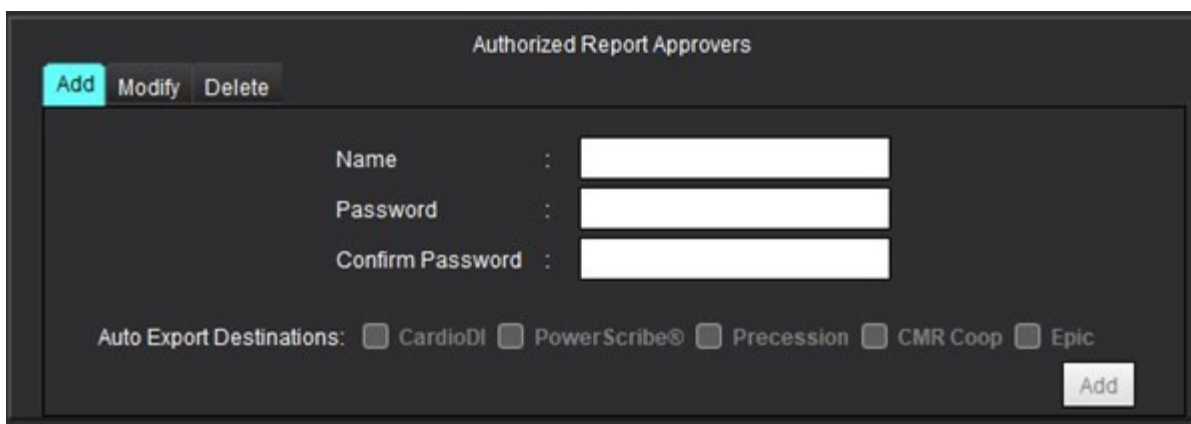 Authorized Report Approvers
Add Modify Delete
Name :
Password :
Confirm Password :
Auto Export Destinations: CardioDI PowerScribe® Precession CMR Coop Epic
Add